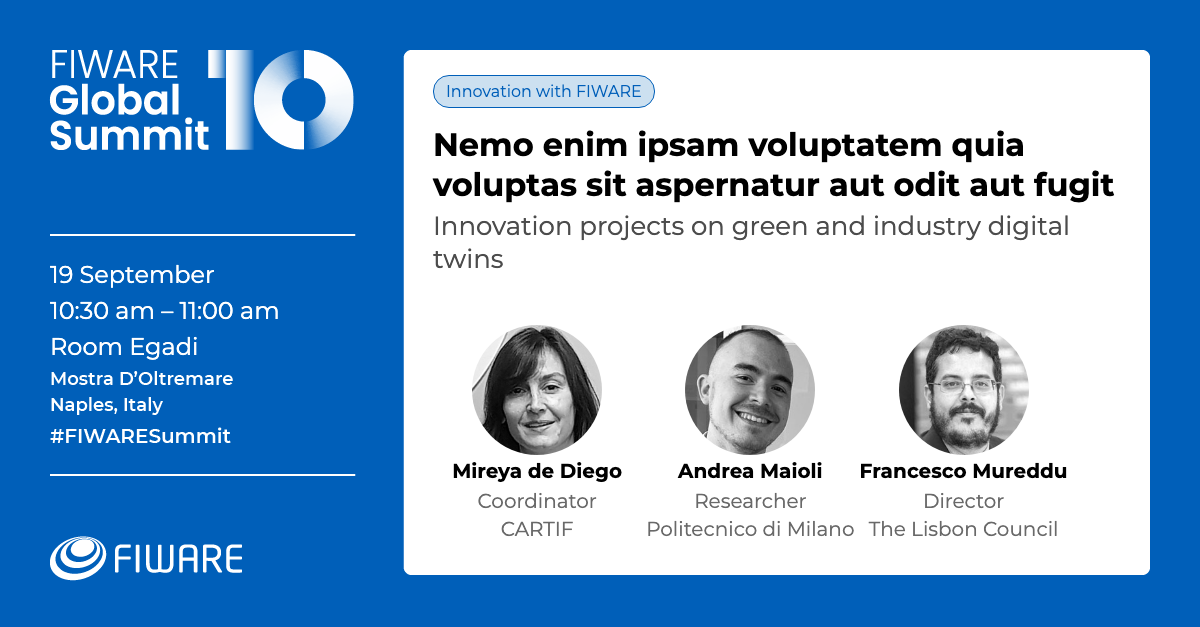 FIWARE
Global
Summit
10
19 September
10:30 am – 11:00 am
Room Egadi
Mostra D’Oltremare
Naples, Italy
#FIWARESummit
FIWARE
Innovation with FIWARE
Nemo enim ipsam voluptatem quia
voluptas sit aspernatur aut odit aut fugit
Innovation projects on green and industry digital
twins
Mireya de Diego
Coordinator
CARTIF
Andrea Maioli
Researcher
Politecnico di Milano
Francesco Mureddu
Director
The Lisbon Council